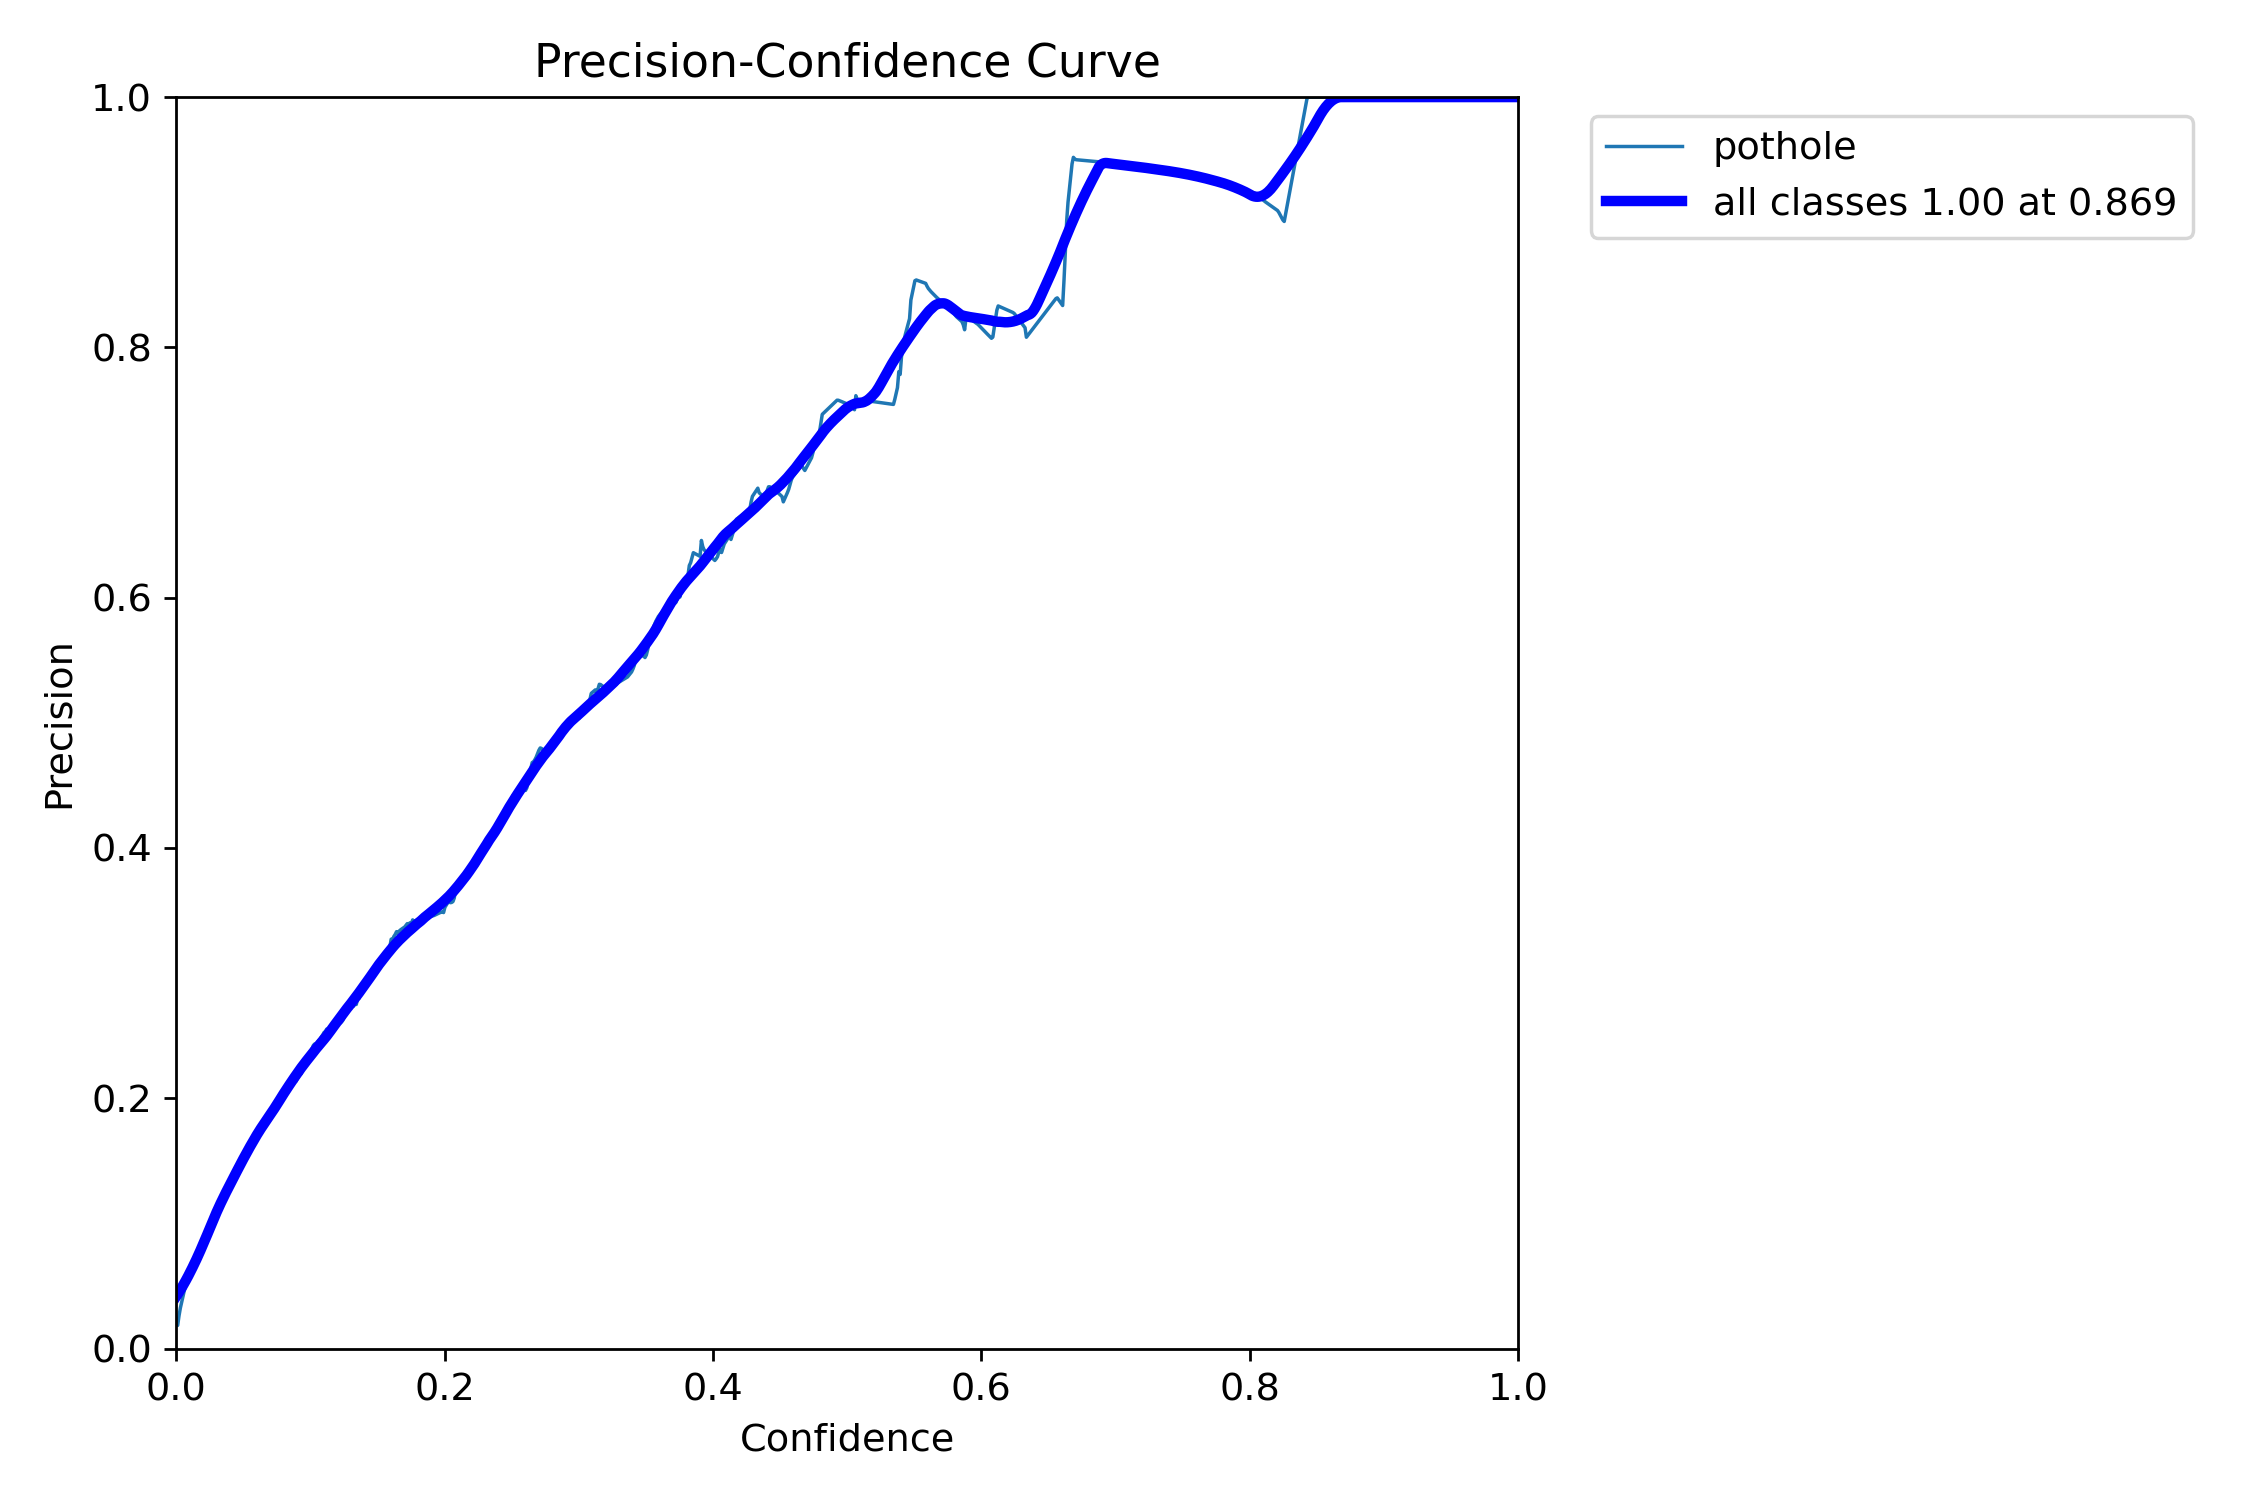 Precision-Confidence Curve
1.0
0.8
0.6
0.4
0.2
0.0
Precision
0.0 0.2 0.4 0.6 0.8 1.0
Confidence
pothole
all classes 1.00 at 0.869